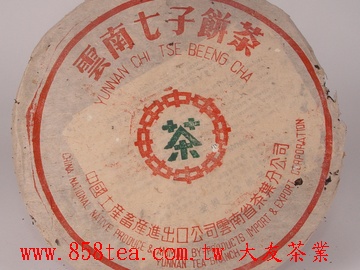 雲南七子餅茶
YUNNAN CHI TSE BEENG CHA
茶
中國土產畜產進出口公司雲南省茶葉分公司
CHINA NATIONAL NATIVE PRODUCE & ANIMAL BY-PRODUCTS IMPORT & EXPORT CORPORATION
YUNNAN TEA BRANCH
www.858tea.com.tw 大友茶業